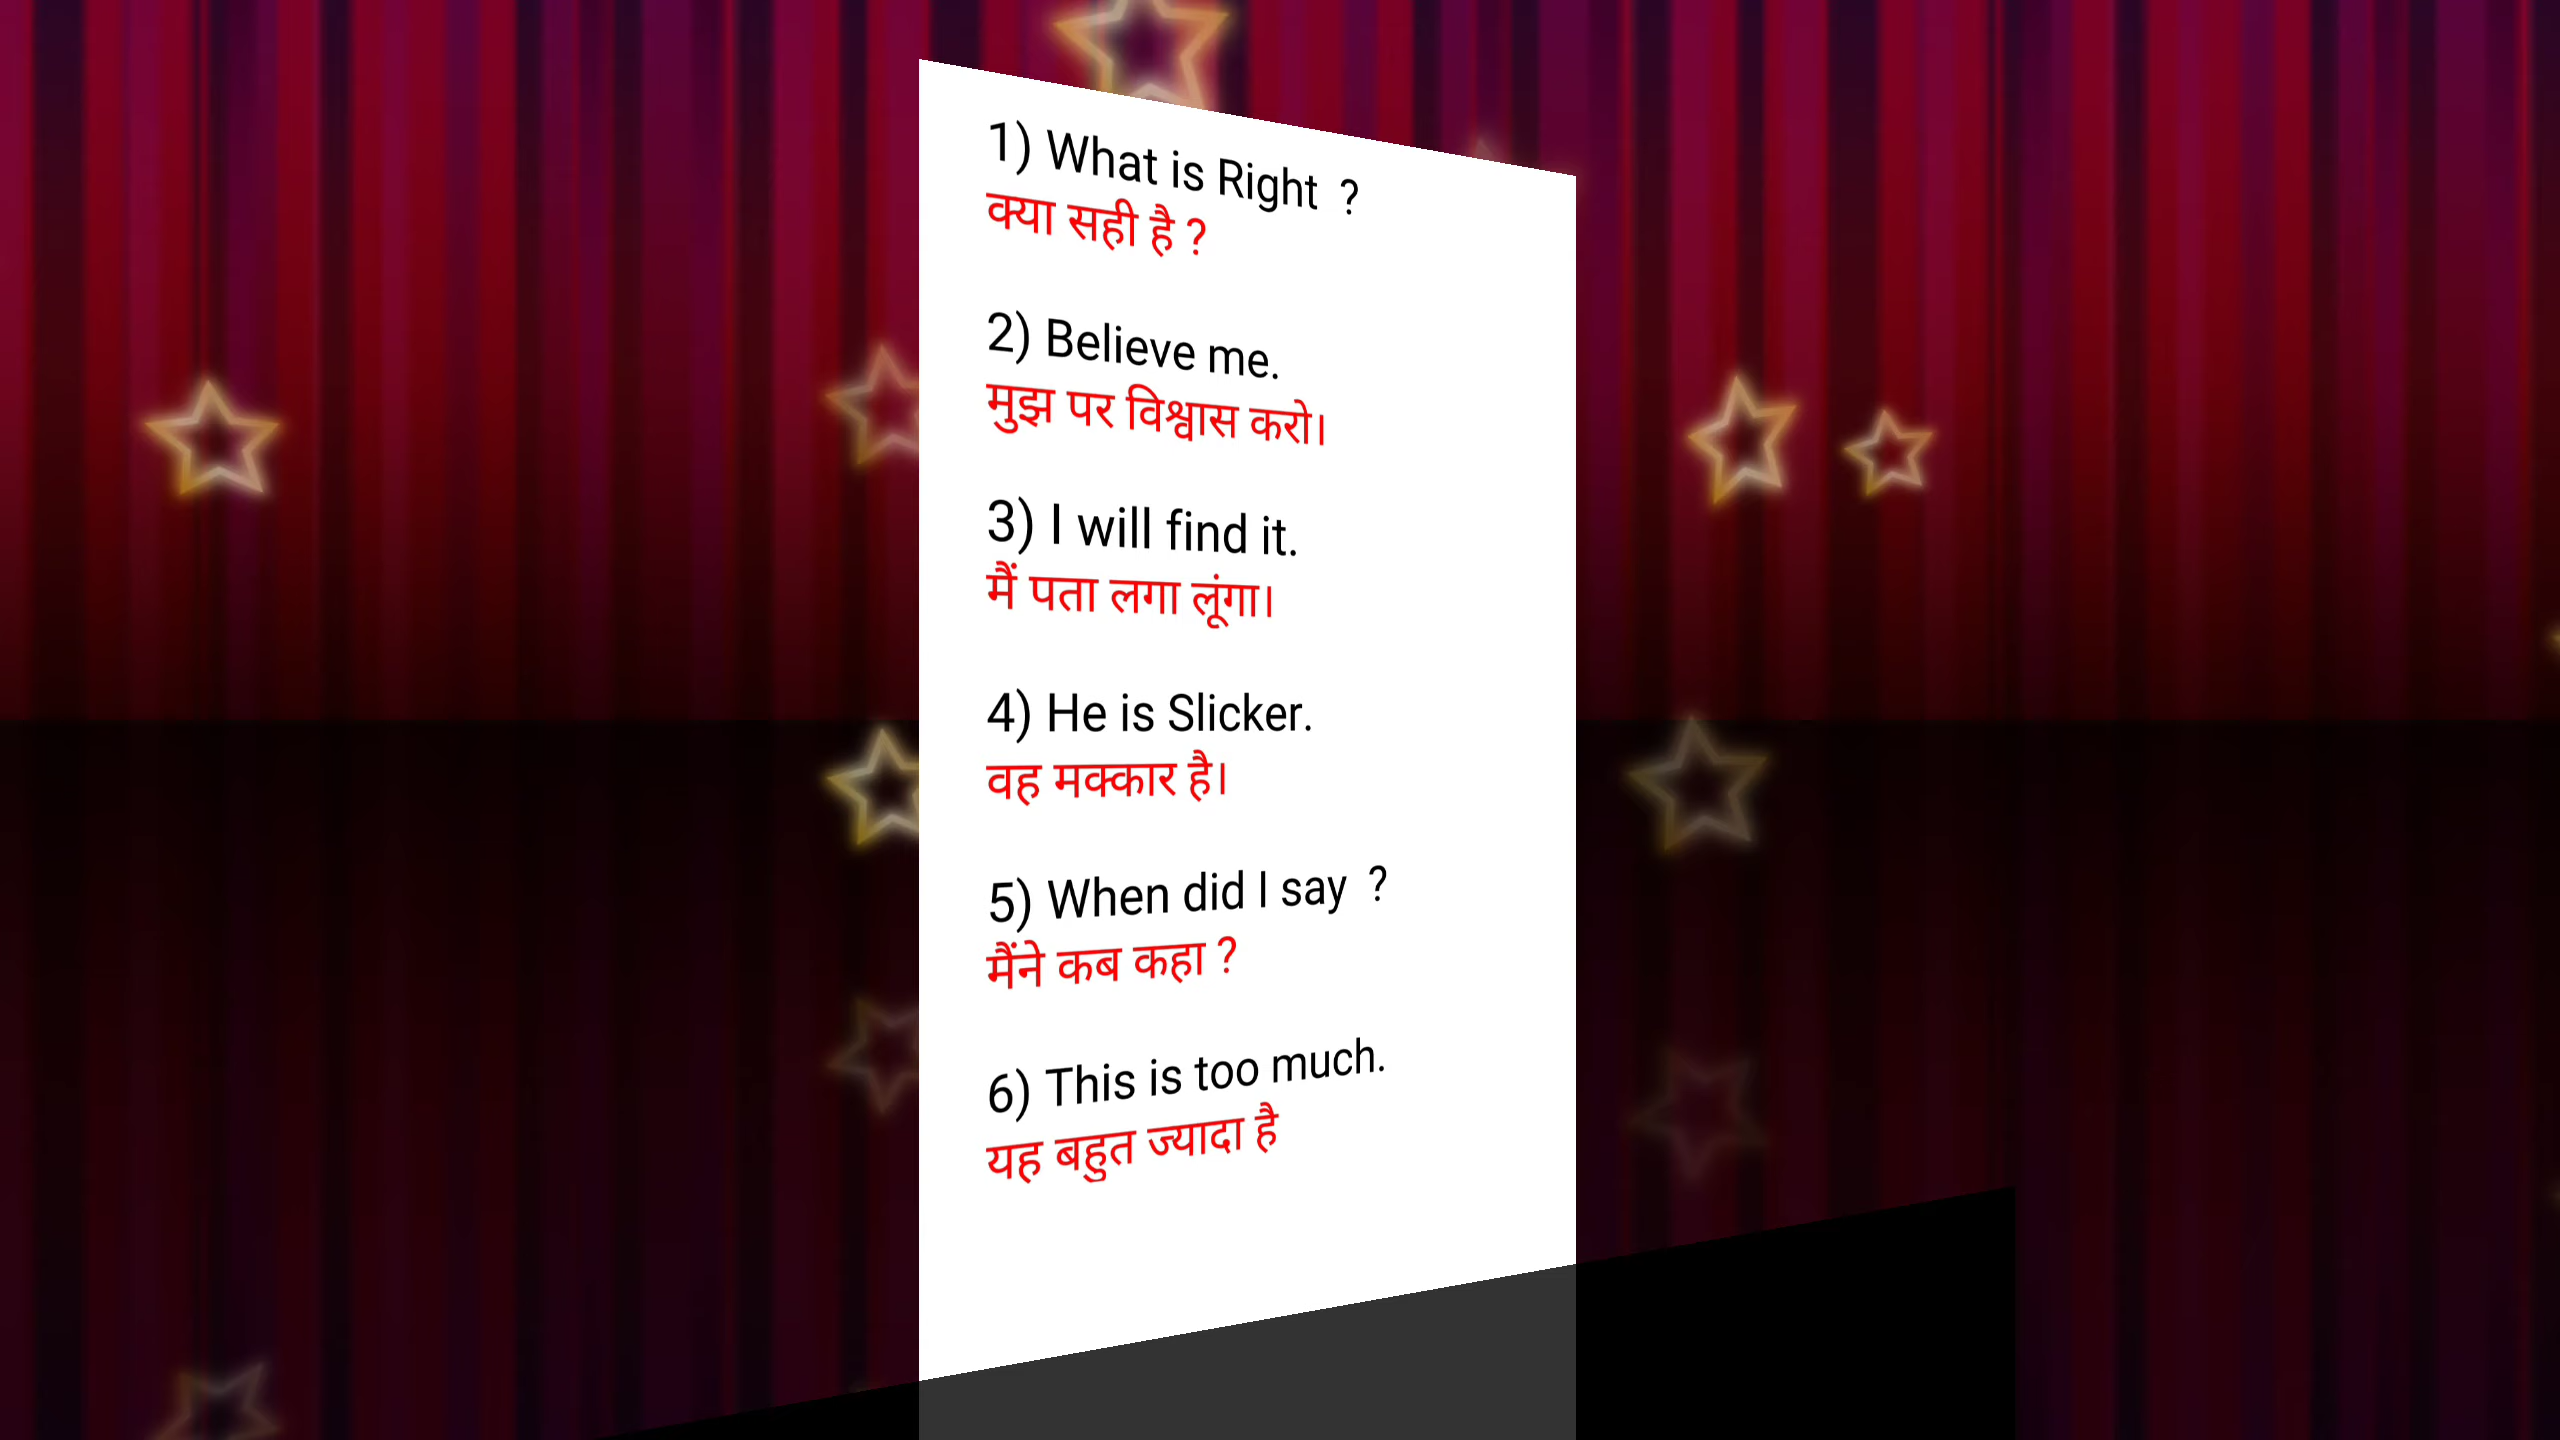 1) What is Right ?
क्या सही है ?
2) Believe me.
मुझ पर विश्वास करो।
3) I will find it.
मैं पता लगा लूंगा।
4) He is Slicker.
वह मक्कार है।
5) When did I say ?
मैंने कब कहा ?
6) This is too much.
यह बहुत ज्यादा है